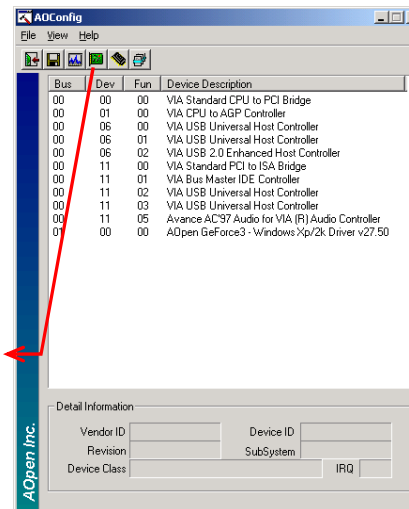 AOConfig
File View Help
Bus Dev Fun Device Description
00 00 00 VIA Standard CPU to PCI Bridge
00 01 00 VIA CPU to AGP Controller
00 06 00 VIA USB Universal Host Controller
00 06 01 VIA USB Universal Host Controller
00 06 02 VIA USB 2.0 Enhanced Host Controller
00 11 00 VIA Standard PCI to ISA Bridge
00 11 01 VIA Bus Master IDE Controller
00 11 02 VIA USB Universal Host Controller
00 11 03 VIA USB Universal Host Controller
00 11 05 Avance AC'97 Audio for VIA (R) Audio Controller
01 00 00 AOpen GeForce3 - Windows Xp/2k Driver v27.50
Detail Information
Vendor ID Device ID
Revision SubSystem
Device Class IRQ
AOpen Inc.